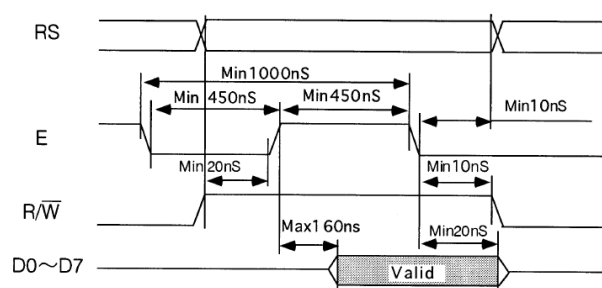 RS
Min1000nS
Min 450nS Min450nS Min10nS
E
Min20nS Min10nS
R/W̅
Max160ns Min20nS
D0～D7 Valid